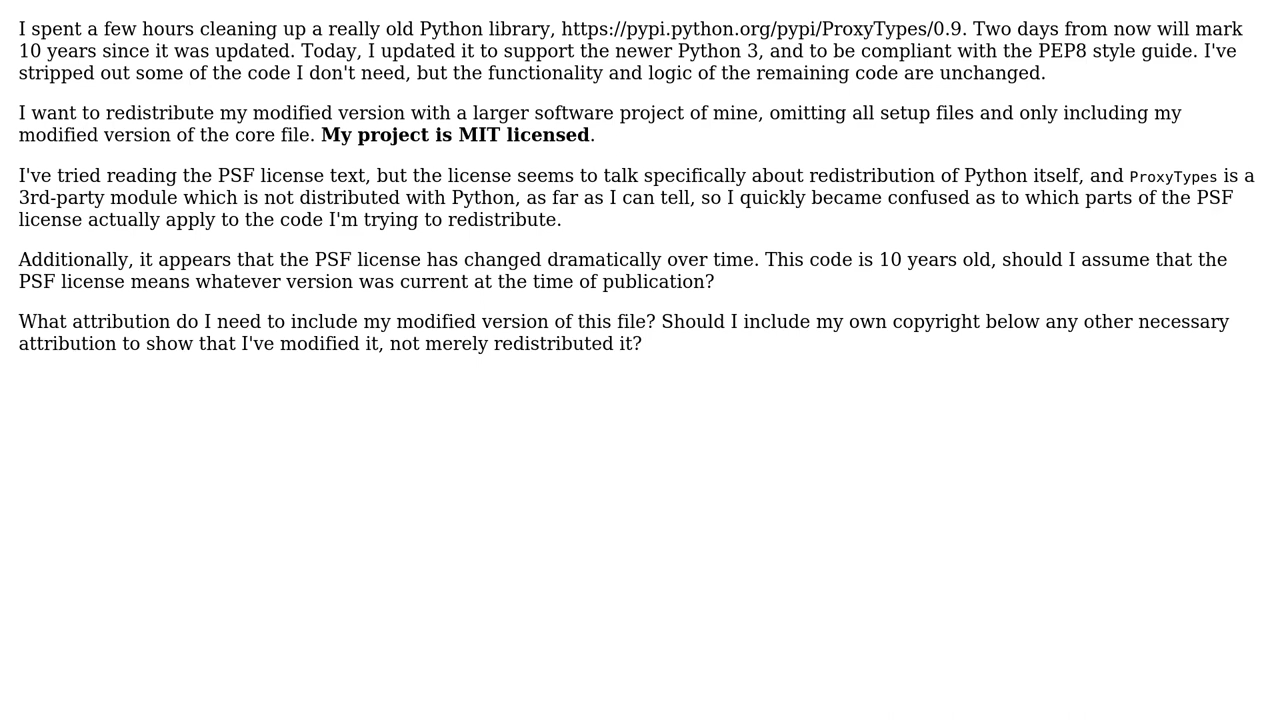 I spent a few hours cleaning up a really old Python library, https://pypi.python.org/pypi/ProxyTypes/0.9. Two days from now will mark
10 years since it was updated. Today, I updated it to support the newer Python 3, and to be compliant with the PEP8 style guide. I've
stripped out some of the code I don't need, but the functionality and logic of the remaining code are unchanged.
I want to redistribute my modified version with a larger software project of mine, omitting all setup files and only including my
modified version of the core file. My project is MIT licensed.
I've tried reading the PSF license text, but the license seems to talk specifically about redistribution of Python itself, and ProxyTypes is a
3rd-party module which is not distributed with Python, as far as I can tell, so I quickly became confused as to which parts of the PSF
license actually apply to the code I'm trying to redistribute.
Additionally, it appears that the PSF license has changed dramatically over time. This code is 10 years old, should I assume that the
PSF license means whatever version was current at the time of publication?
What attribution do I need to include my modified version of this file? Should I include my own copyright below any other necessary
attribution to show that I've modified it, not merely redistributed it?